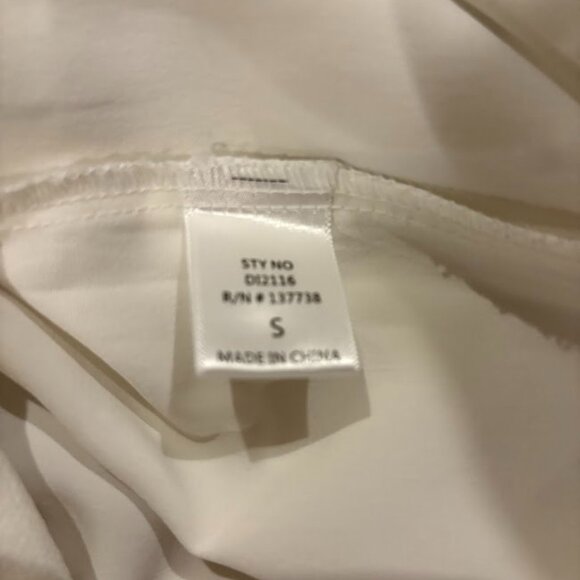 STY NO
DI2116
R/N # 137738
S
MADE IN CHINA